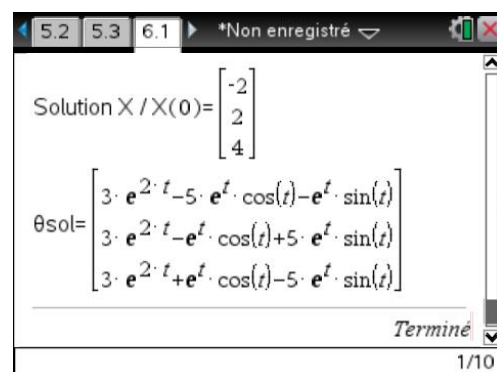 5.2 5.3 6.1 *Non enregistré
Solution X / X(0)= [-2
2
4]
θsol= [3· e^2·t −5· e^t · cos(t)−e^t · sin(t)
3· e^2·t −e^t · cos(t)+5· e^t · sin(t)
3· e^2·t +e^t · cos(t)−5· e^t · sin(t)]
Terminé
1/10